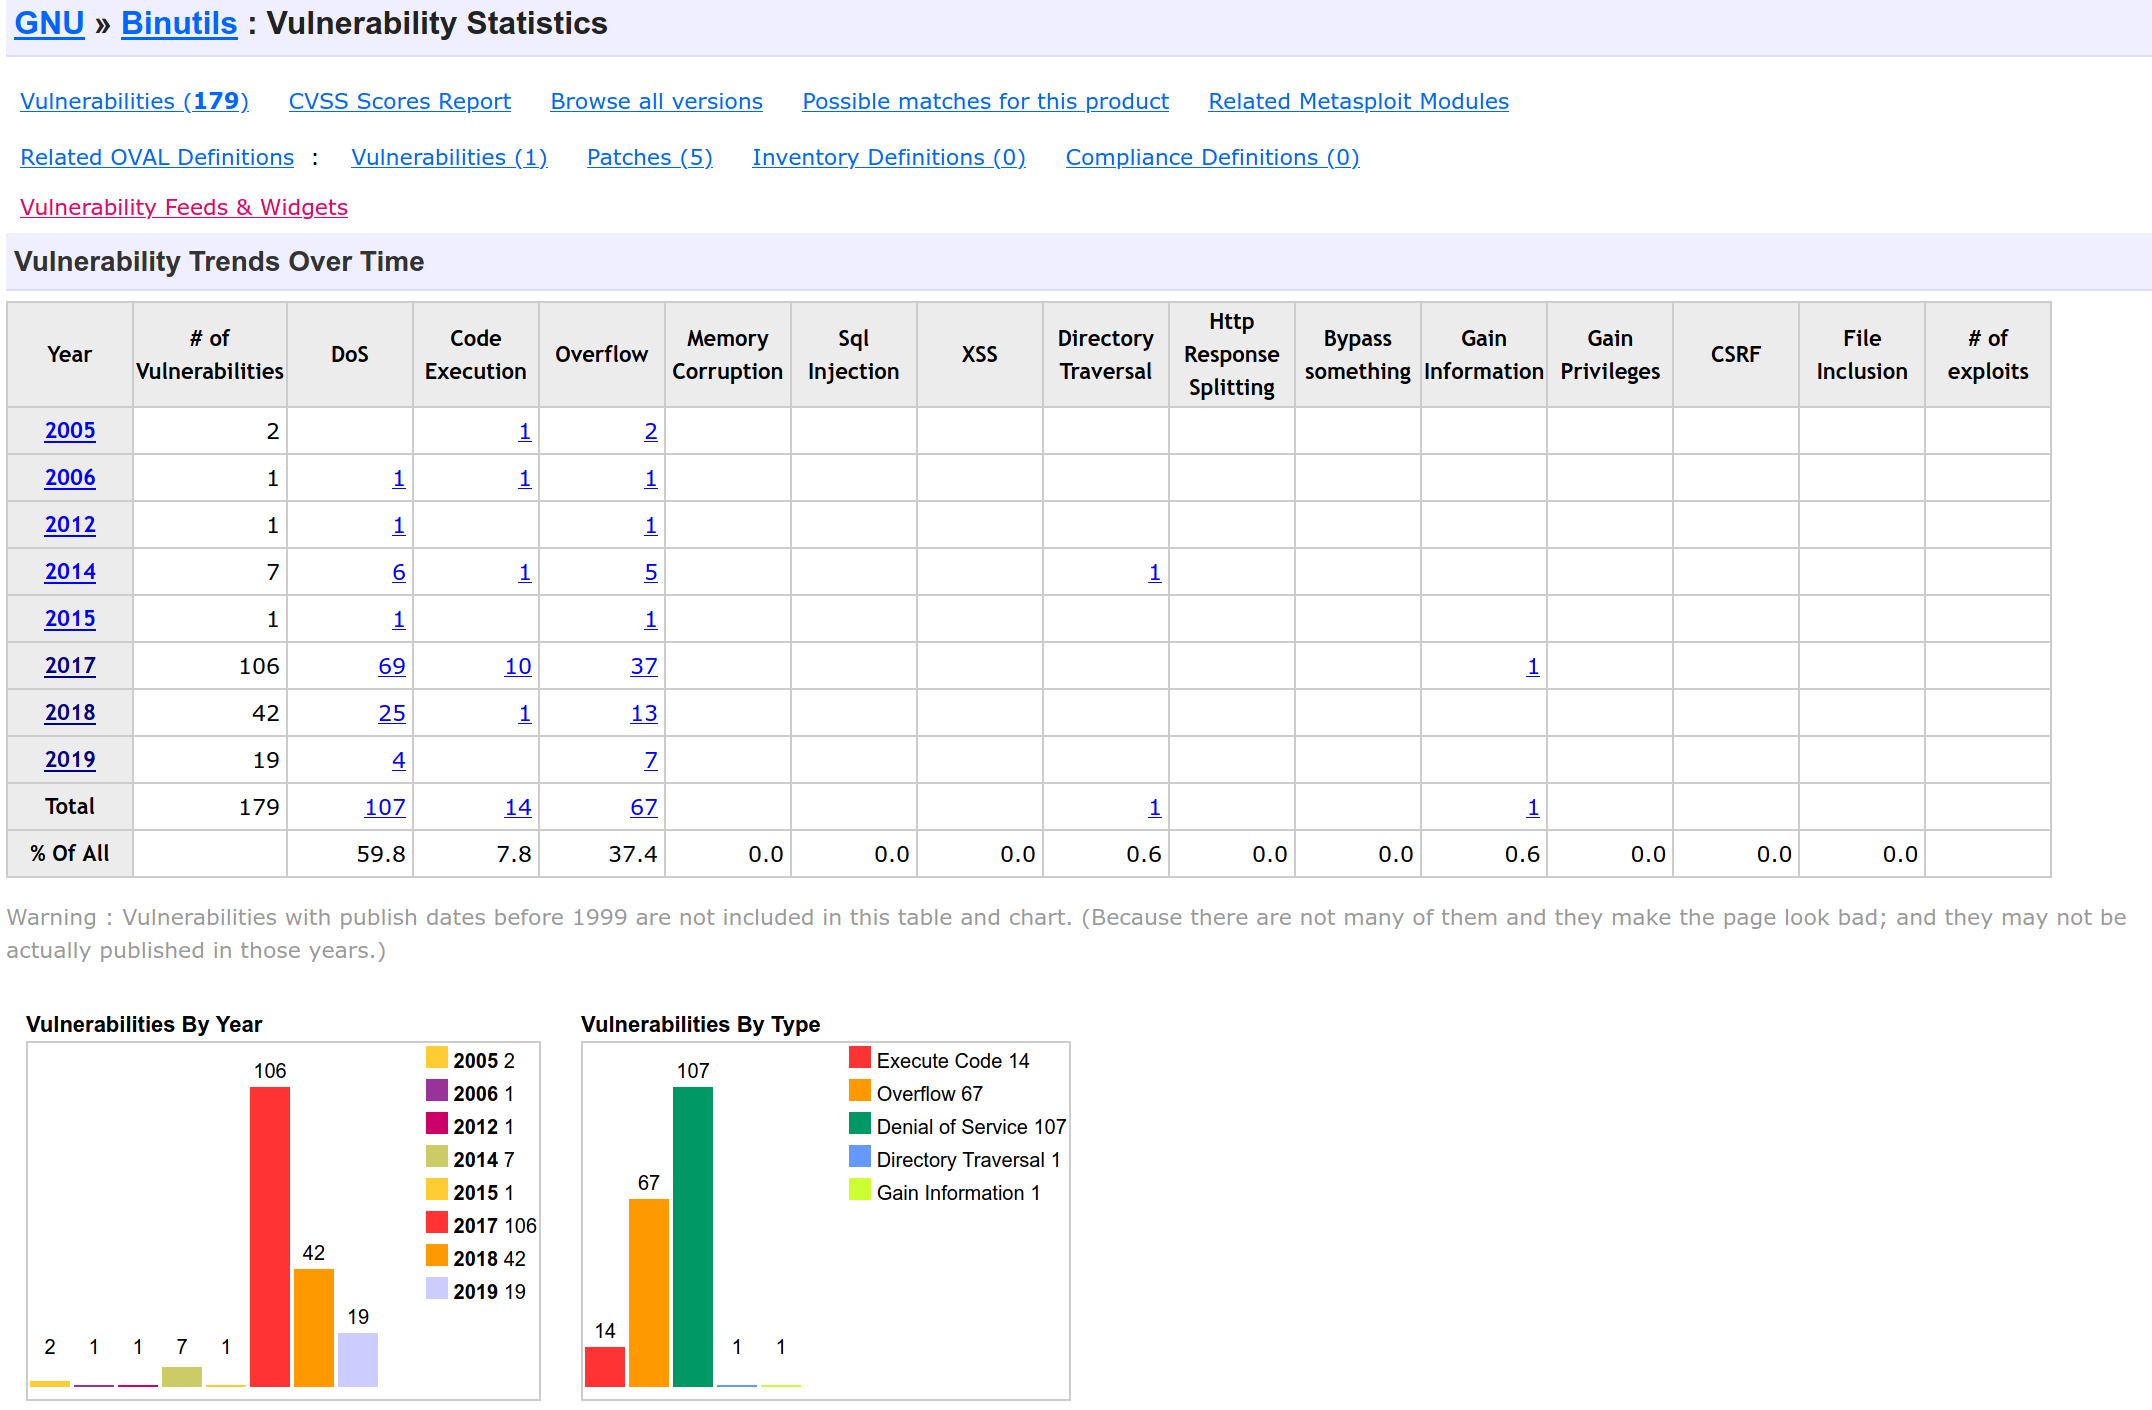 GNU » Binutils : Vulnerability Statistics
Vulnerabilities (179) CVSS Scores Report Browse all versions Possible matches for this product Related Metasploit Modules
Related OVAL Definitions : Vulnerabilities (1) Patches (5) Inventory Definitions (0) Compliance Definitions (0)
Vulnerability Feeds & Widgets
Vulnerability Trends Over Time
Year # of Vulnerabilities DoS Code Execution Overflow Memory Corruption Sql Injection XSS Directory Traversal Http Response Splitting Bypass something Gain Information Gain Privileges CSRF File Inclusion # of exploits
2005 2 1 2
2006 1 1 1 1
2012 1 1 1
2014 7 6 1 5 1
2015 1 1 1
2017 106 69 10 37 1
2018 42 25 1 13
2019 19 4 7
Total 179 107 14 67 1 1
% Of All 59.8 7.8 37.4 0.0 0.0 0.0 0.6 0.0 0.0 0.6 0.0 0.0 0.0
Warning : Vulnerabilities with publish dates before 1999 are not included in this table and chart. (Because there are not many of them and they make the page look bad; and they may not be
actually published in those years.)
Vulnerabilities By Year
2 1 1 7 1 106 42 19
2005 2
2006 1
2012 1
2014 7
2015 1
2017 106
2018 42
2019 19
Vulnerabilities By Type
14 67 107 1 1
Execute Code 14
Overflow 67
Denial of Service 107
Directory Traversal 1
Gain Information 1